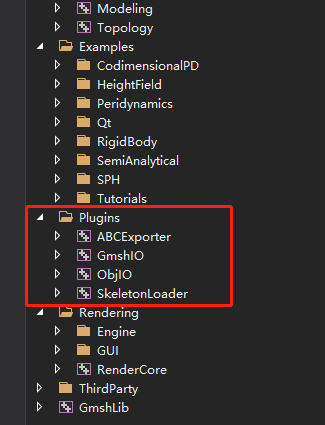 Modeling
Topology
Examples
CodimensionalPD
HeightField
Peridynamics
Qt
RigidBody
SemiAnalytical
SPH
Tutorials
Plugins
ABCExporter
GmshIO
ObjIO
SkeletonLoader
Rendering
Engine
GUI
RenderCore
ThirdParty
GmshLib